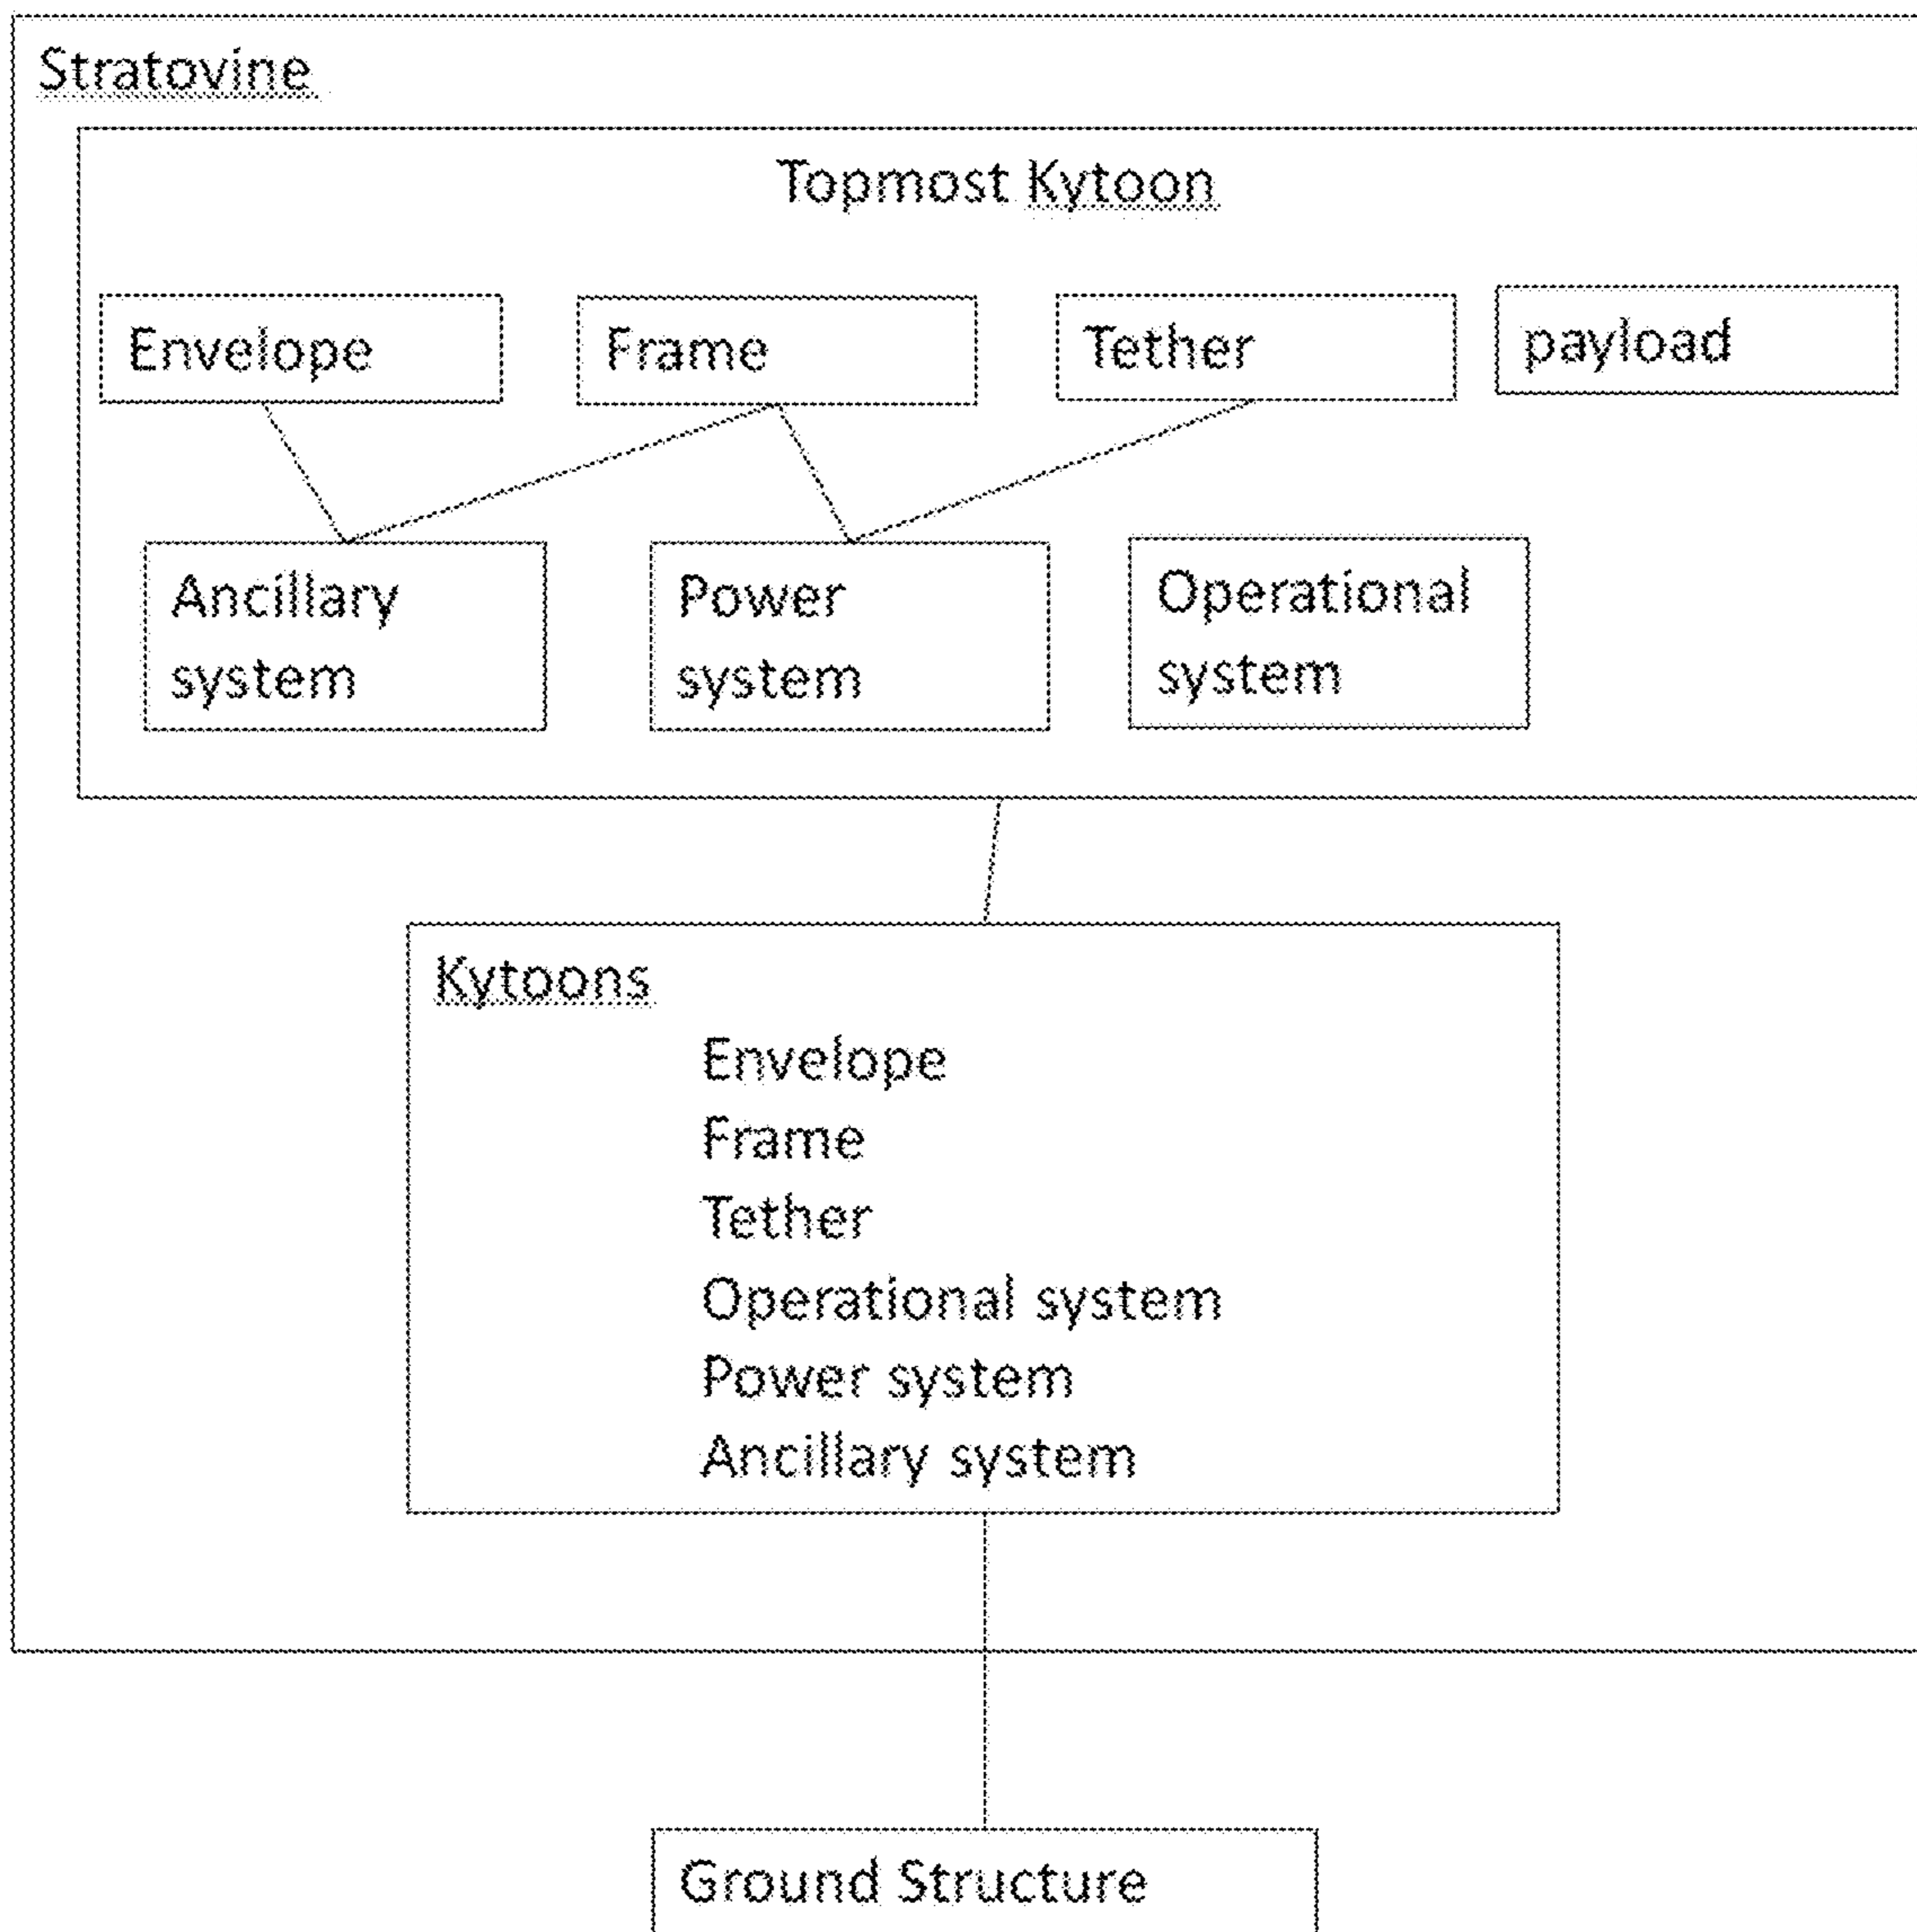 Stratovine
Topmost Kytoon
Envelope
Frame
Tether
payload
Ancillary
system
Power
system
Operational
system
Kytoons
Envelope
Frame
Tether
Operational system
Power system
Ancillary system
Ground Structure